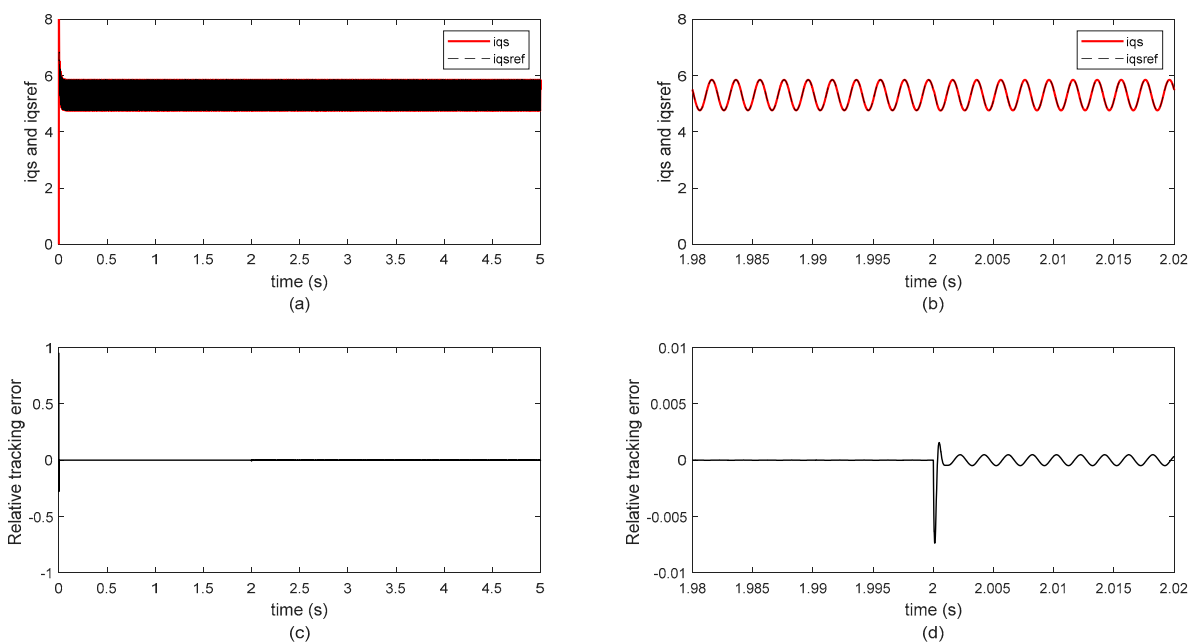 iqs and iqsref
8
6
4
2
0
iqs
iqsref
0 0.5 1 1.5 2 2.5 3 3.5 4 4.5 5
time (s)
(a)
iqs and iqsref
8
6
4
2
0
iqs
iqsref
1.98 1.985 1.99 1.995 2 2.005 2.01 2.015 2.02
time (s)
(b)
Relative tracking error
1
0.5
0
-0.5
-1
0 0.5 1 1.5 2 2.5 3 3.5 4 4.5 5
time (s)
(c)
Relative tracking error
0.01
0.005
0
-0.005
-0.01
1.98 1.985 1.99 1.995 2 2.005 2.01 2.015 2.02
time (s)
(d)